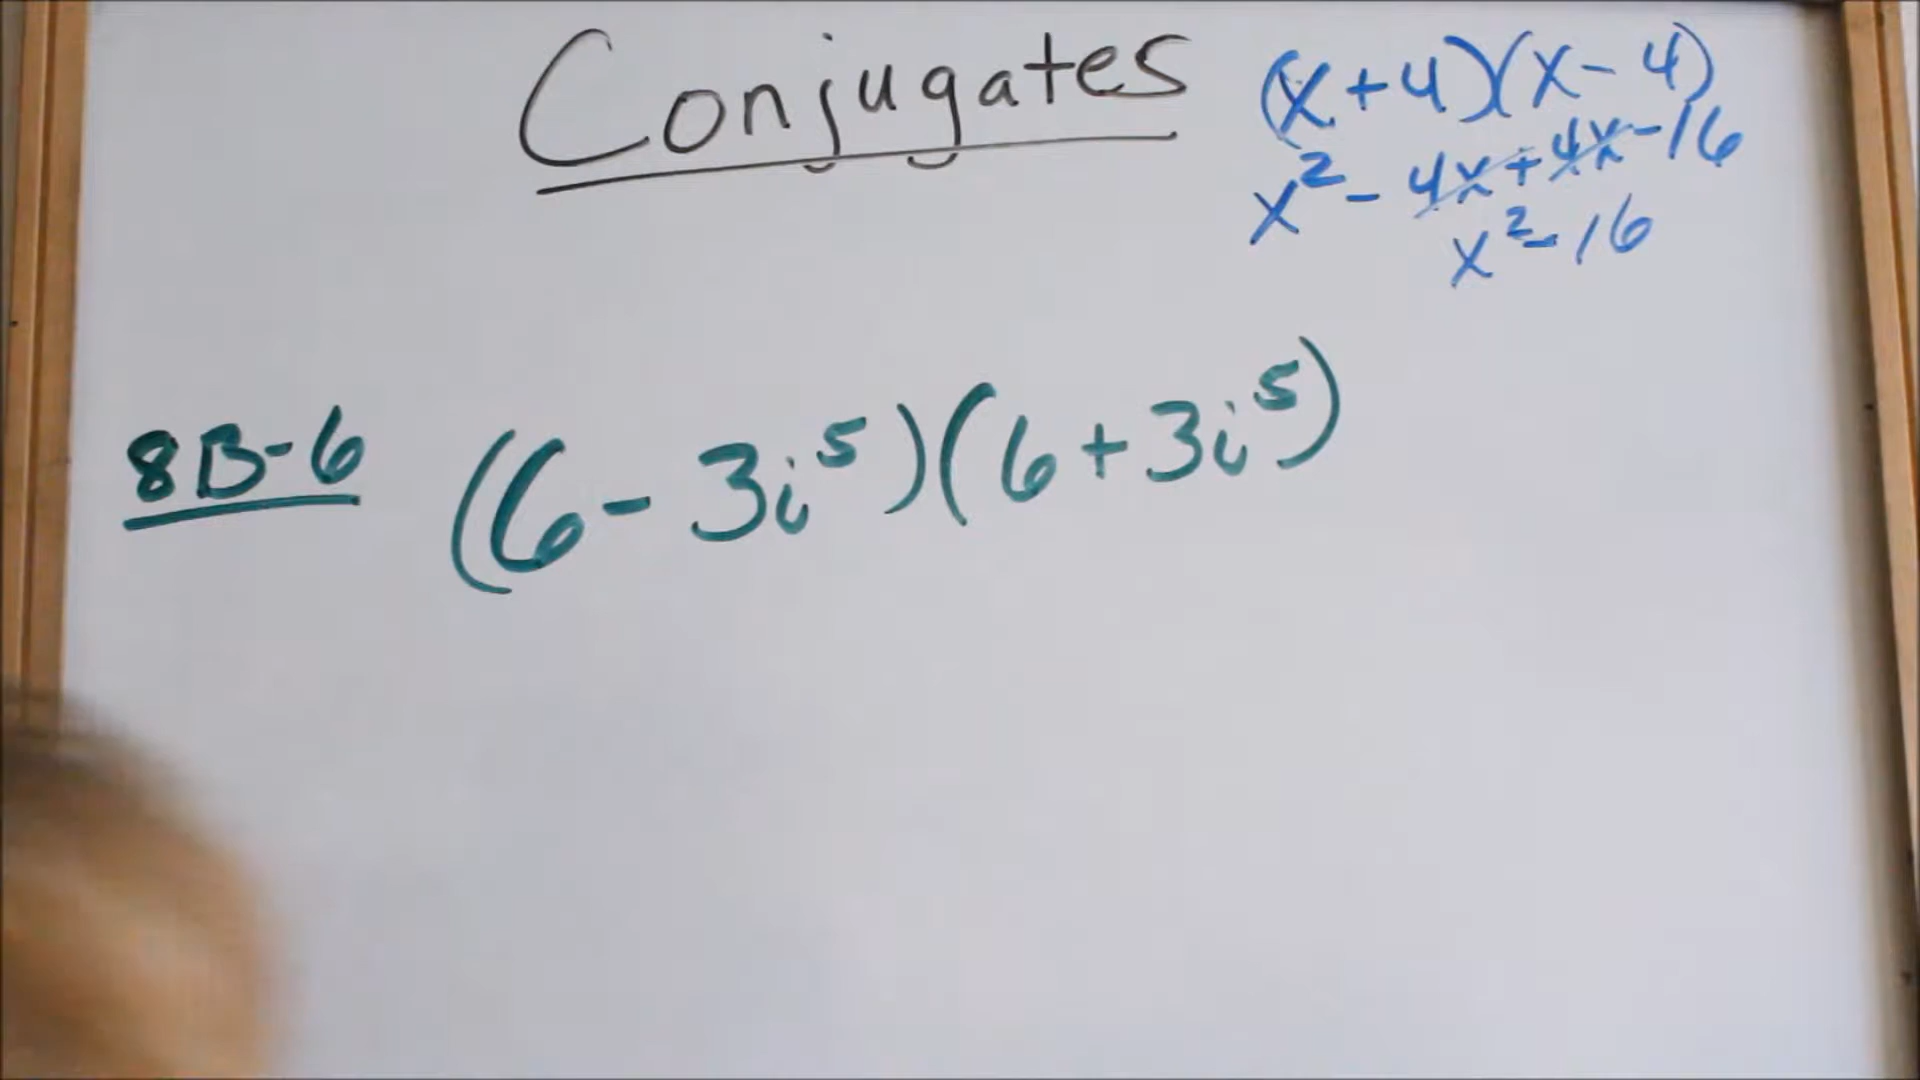 Conjugates
(x+4)(x-4)
x²-4x+4x-16
x²-16
8B-6 (6-3i⁵)(6+3i⁵)